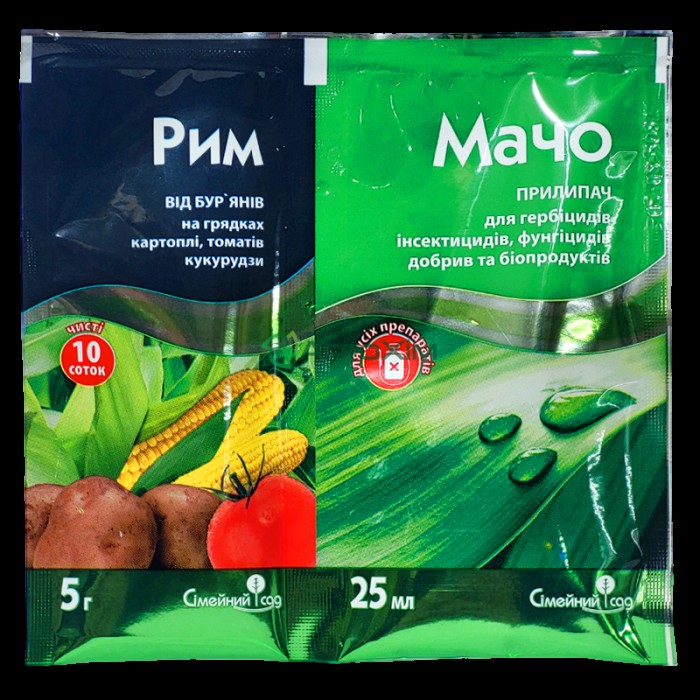 Рим
ВІД БУР`ЯНІВ
на грядках
картоплі, томатів
кукурудзи
чисті
10
соток
5 г
Сімейний сад
Мачо
ПРИЛИПАЧ
для гербіцидів,
інсектицидів, фунгіцидів
добрив та біопродуктів
для усіх препаратів
25 мл
Сімейний сад